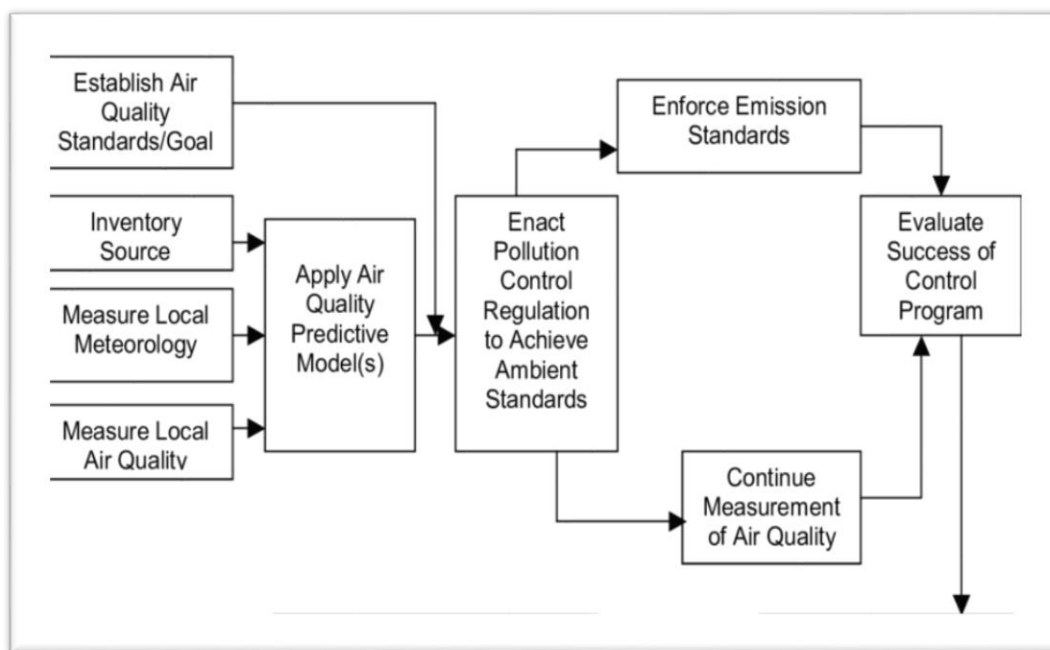 Establish Air
Quality
Standards/Goal
Inventory
Source
Measure Local
Meteorology
Measure Local
Air Quality
Apply Air
Quality
Predictive
Model(s)
Enact
Pollution
Control
Regulation
to Achieve
Ambient
Standards
Enforce Emission
Standards
Continue
Measurement
of Air Quality
Evaluate
Success of
Control
Program